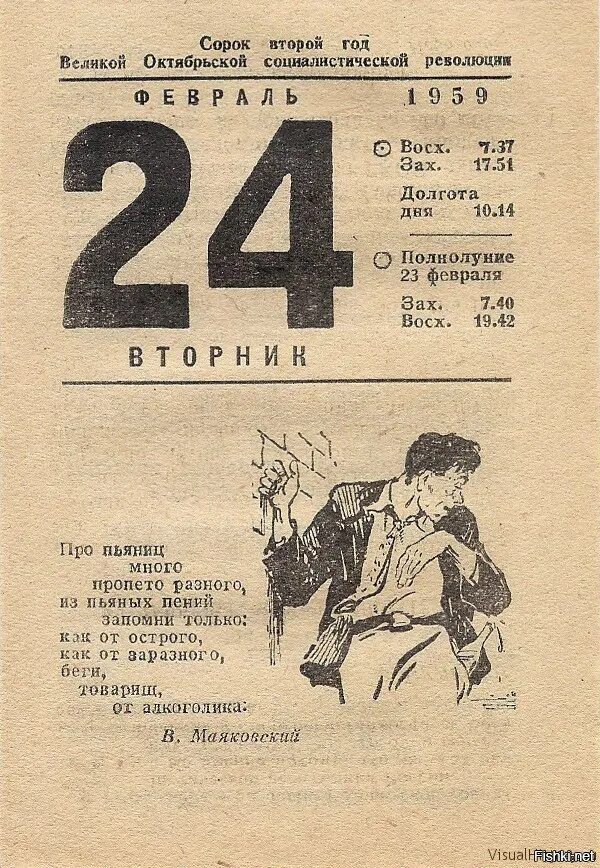 Сорок второй год
Великой Октябрьской социалистической революции
ФЕВРАЛЬ 1959
24
Восх. 7.37
Зах. 17.51
Долгота
дня 10.14
Полнолуние
23 февраля
Зах. 7.40
Восх. 19.42
ВТОРНИК
Про пьяниц
много
пропето разного,
из пьяных пений
запомни только:
как от острого,
как от заразного,
беги,
товарищ,
от алкоголика.
В. Маяковский
Fishki.net